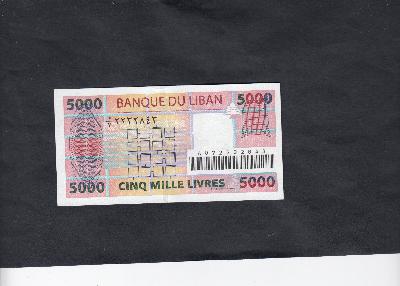 5000 BANQUE DU LIBAN 5000
5000 CINQ MILLE LIVRES 5000